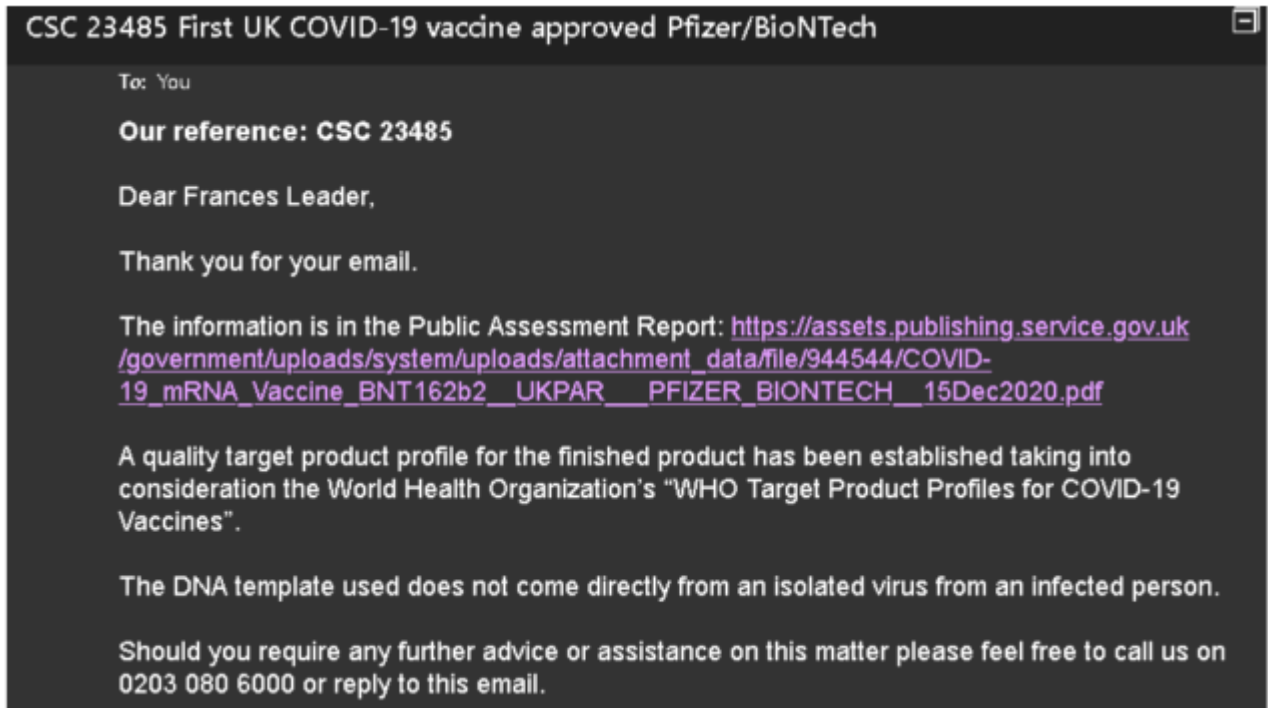 CSC 23485 First UK COVID-19 vaccine approved Pfizer/BioNTech
To: You
Our reference: CSC 23485
Dear Frances Leader,
Thank you for your email.
The information is in the Public Assessment Report: https://assets.publishing.service.gov.uk
/government/uploads/system/uploads/attachment_data/file/944544/COVID-
19_mRNA_Vaccine_BNT162b2__UKPAR___PFIZER_BIONTECH__15Dec2020.pdf
A quality target product profile for the finished product has been established taking into
consideration the World Health Organization’s “WHO Target Product Profiles for COVID-19
Vaccines”.
The DNA template used does not come directly from an isolated virus from an infected person.
Should you require any further advice or assistance on this matter please feel free to call us on
0203 080 6000 or reply to this email.